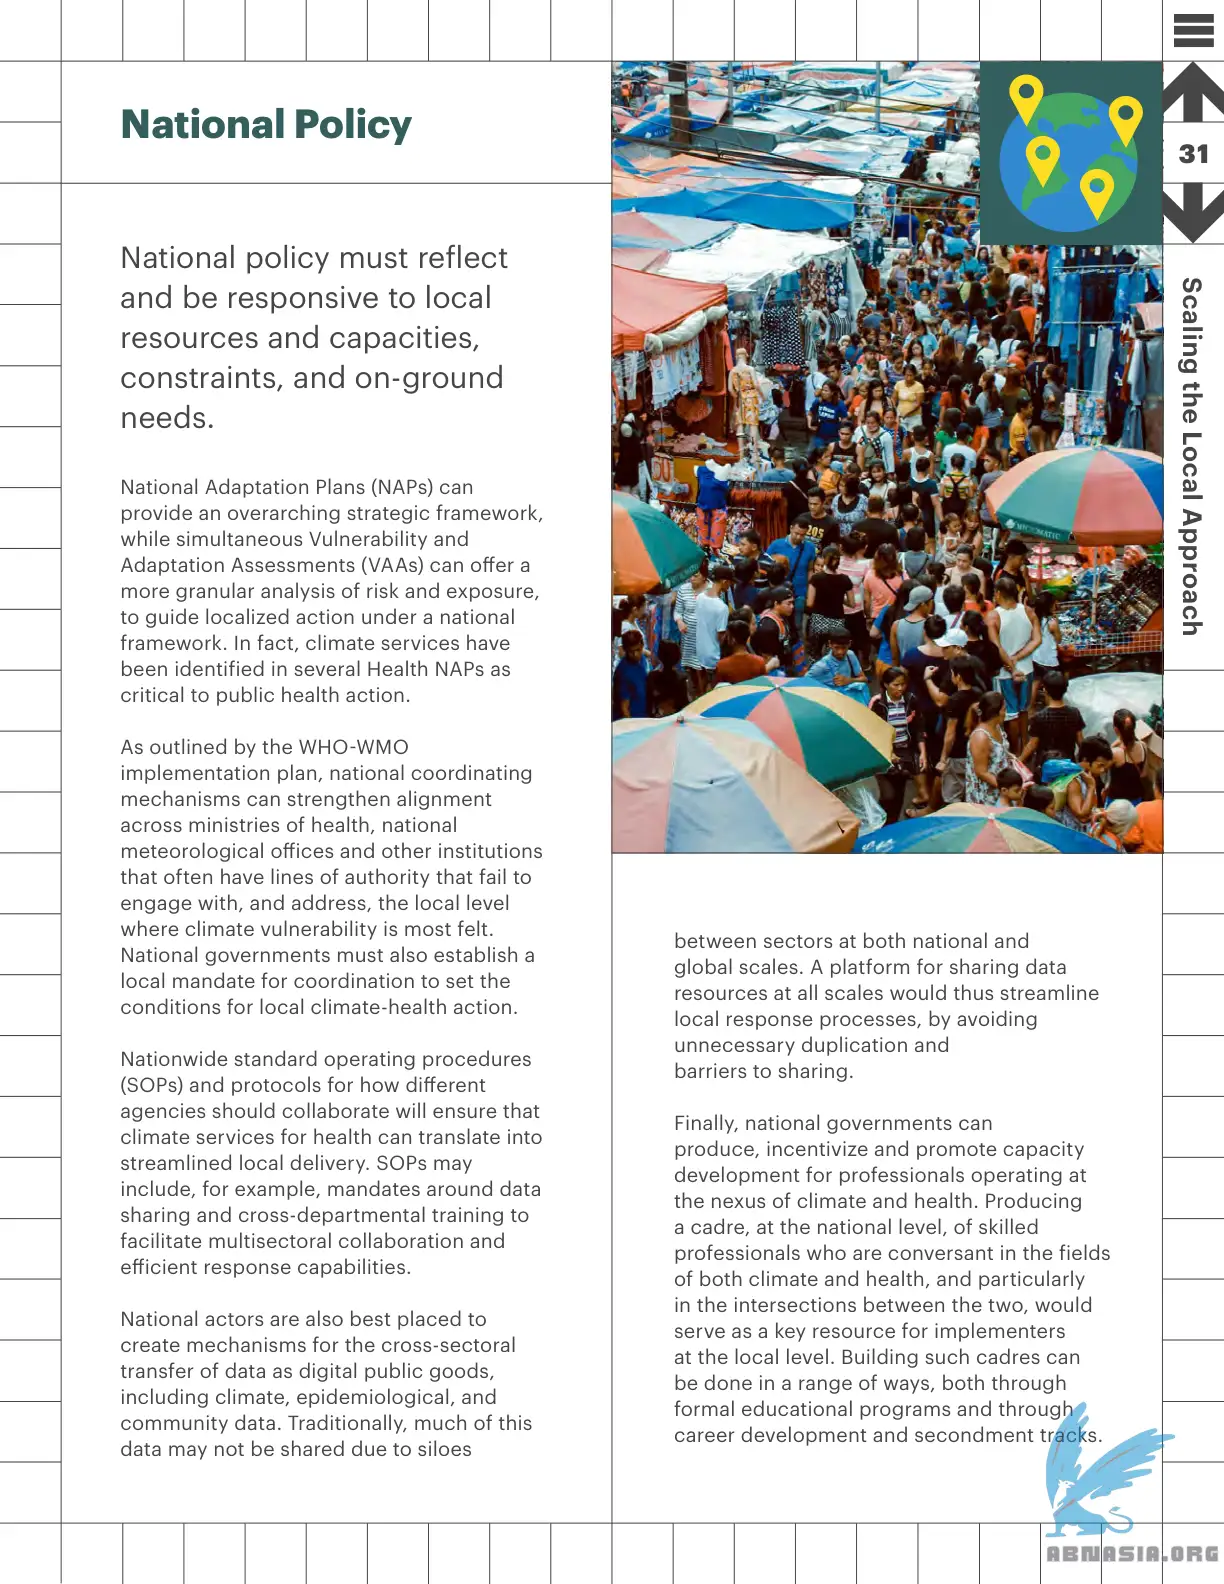 National Policy
31
Scaling the Local Approach
National policy must reflect
and be responsive to local
resources and capacities,
constraints, and on-ground
needs.
National Adaptation Plans (NAPs) can
provide an overarching strategic framework,
while simultaneous Vulnerability and
Adaptation Assessments (VAAs) can offer a
more granular analysis of risk and exposure,
to guide localized action under a national
framework. In fact, climate services have
been identified in several Health NAPs as
critical to public health action.
As outlined by the WHO-WMO
implementation plan, national coordinating
mechanisms can strengthen alignment
across ministries of health, national
meteorological offices and other institutions
that often have lines of authority that fail to
engage with, and address, the local level
where climate vulnerability is most felt.
National governments must also establish a
local mandate for coordination to set the
conditions for local climate-health action.
Nationwide standard operating procedures
(SOPs) and protocols for how different
agencies should collaborate will ensure that
climate services for health can translate into
streamlined local delivery. SOPs may
include, for example, mandates around data
sharing and cross-departmental training to
facilitate multisectoral collaboration and
efficient response capabilities.
National actors are also best placed to
create mechanisms for the cross-sectoral
transfer of data as digital public goods,
including climate, epidemiological, and
community data. Traditionally, much of this
data may not be shared due to siloes
between sectors at both national and
global scales. A platform for sharing data
resources at all scales would thus streamline
local response processes, by avoiding
unnecessary duplication and
barriers to sharing.
Finally, national governments can
produce, incentivize and promote capacity
development for professionals operating at
the nexus of climate and health. Producing
a cadre, at the national level, of skilled
professionals who are conversant in the fields
of both climate and health, and particularly
in the intersections between the two, would
serve as a key resource for implementers
at the local level. Building such cadres can
be done in a range of ways, both through
formal educational programs and through
career development and secondment tracks.
ABNASIA.ORG